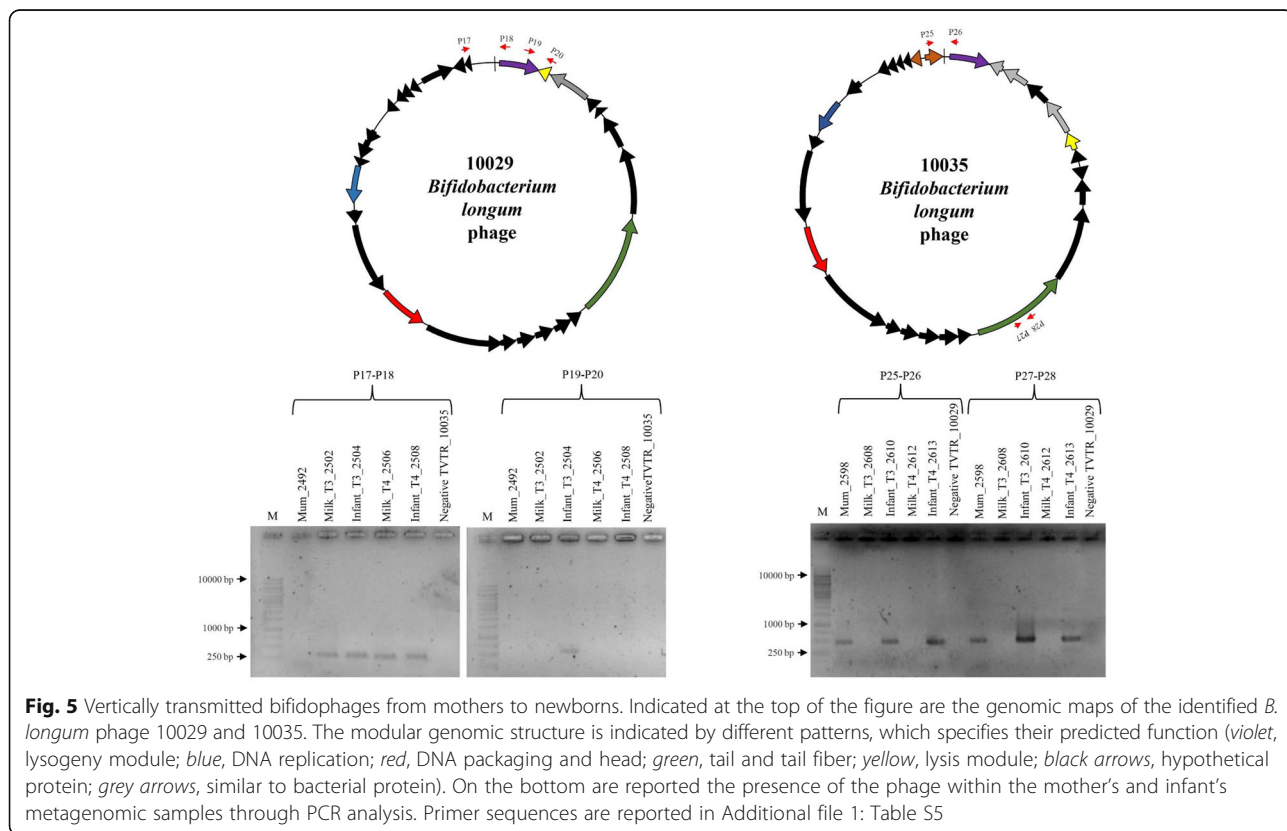 P17
P18
P19
P20
10029
Bifidobacterium
longum
phage
P25
P26
10035
Bifidobacterium
longum
phage
P28
P27
P17-P18
P19-P20
P25-P26
P27-P28
M
Mum_2492
Milk_T3_2502
Infant_T3_2504
Milk_T4_2506
Infant_T4_2508
Negative TVTR_10035
M
Mum_2492
Milk_T3_2502
Infant_T3_2504
Milk_T4_2506
Infant_T4_2508
NegativeTVTR_10035
M
Mum_2598
Milk_T3_2608
Infant_T3_2610
Milk_T4_2612
Infant_T4_2613
Negative TVTR_10029
Mum_2598
Milk_T3_2608
Infant_T3_2610
Milk_T4_2612
Infant_T4_2613
Negative TVTR_10029
10000 bp
1000 bp
250 bp
10000 bp
1000 bp
250 bp
Fig. 5 Vertically transmitted bifidophages from mothers to newborns. Indicated at the top of the figure are the genomic maps of the identified B.
longum phage 10029 and 10035. The modular genomic structure is indicated by different patterns, which specifies their predicted function (violet,
lysogeny module; blue, DNA replication; red, DNA packaging and head; green, tail and tail fiber; yellow, lysis module; black arrows, hypothetical
protein; grey arrows, similar to bacterial protein). On the bottom are reported the presence of the phage within the mother's and infant's
metagenomic samples through PCR analysis. Primer sequences are reported in Additional file 1: Table S5